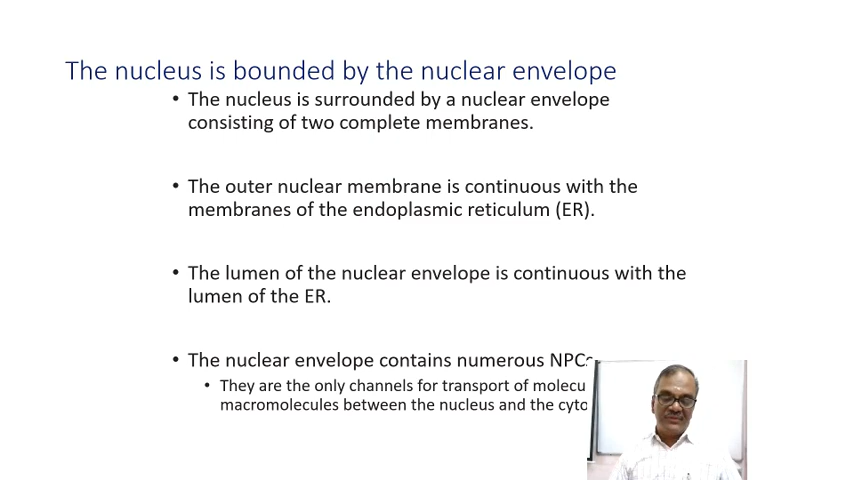 The nucleus is bounded by the nuclear envelope
• The nucleus is surrounded by a nuclear envelope
consisting of two complete membranes.
• The outer nuclear membrane is continuous with the
membranes of the endoplasmic reticulum (ER).
• The lumen of the nuclear envelope is continuous with the
lumen of the ER.
• The nuclear envelope contains numerous NPCs
• They are the only channels for transport of molecu
macromolecules between the nucleus and the cyto